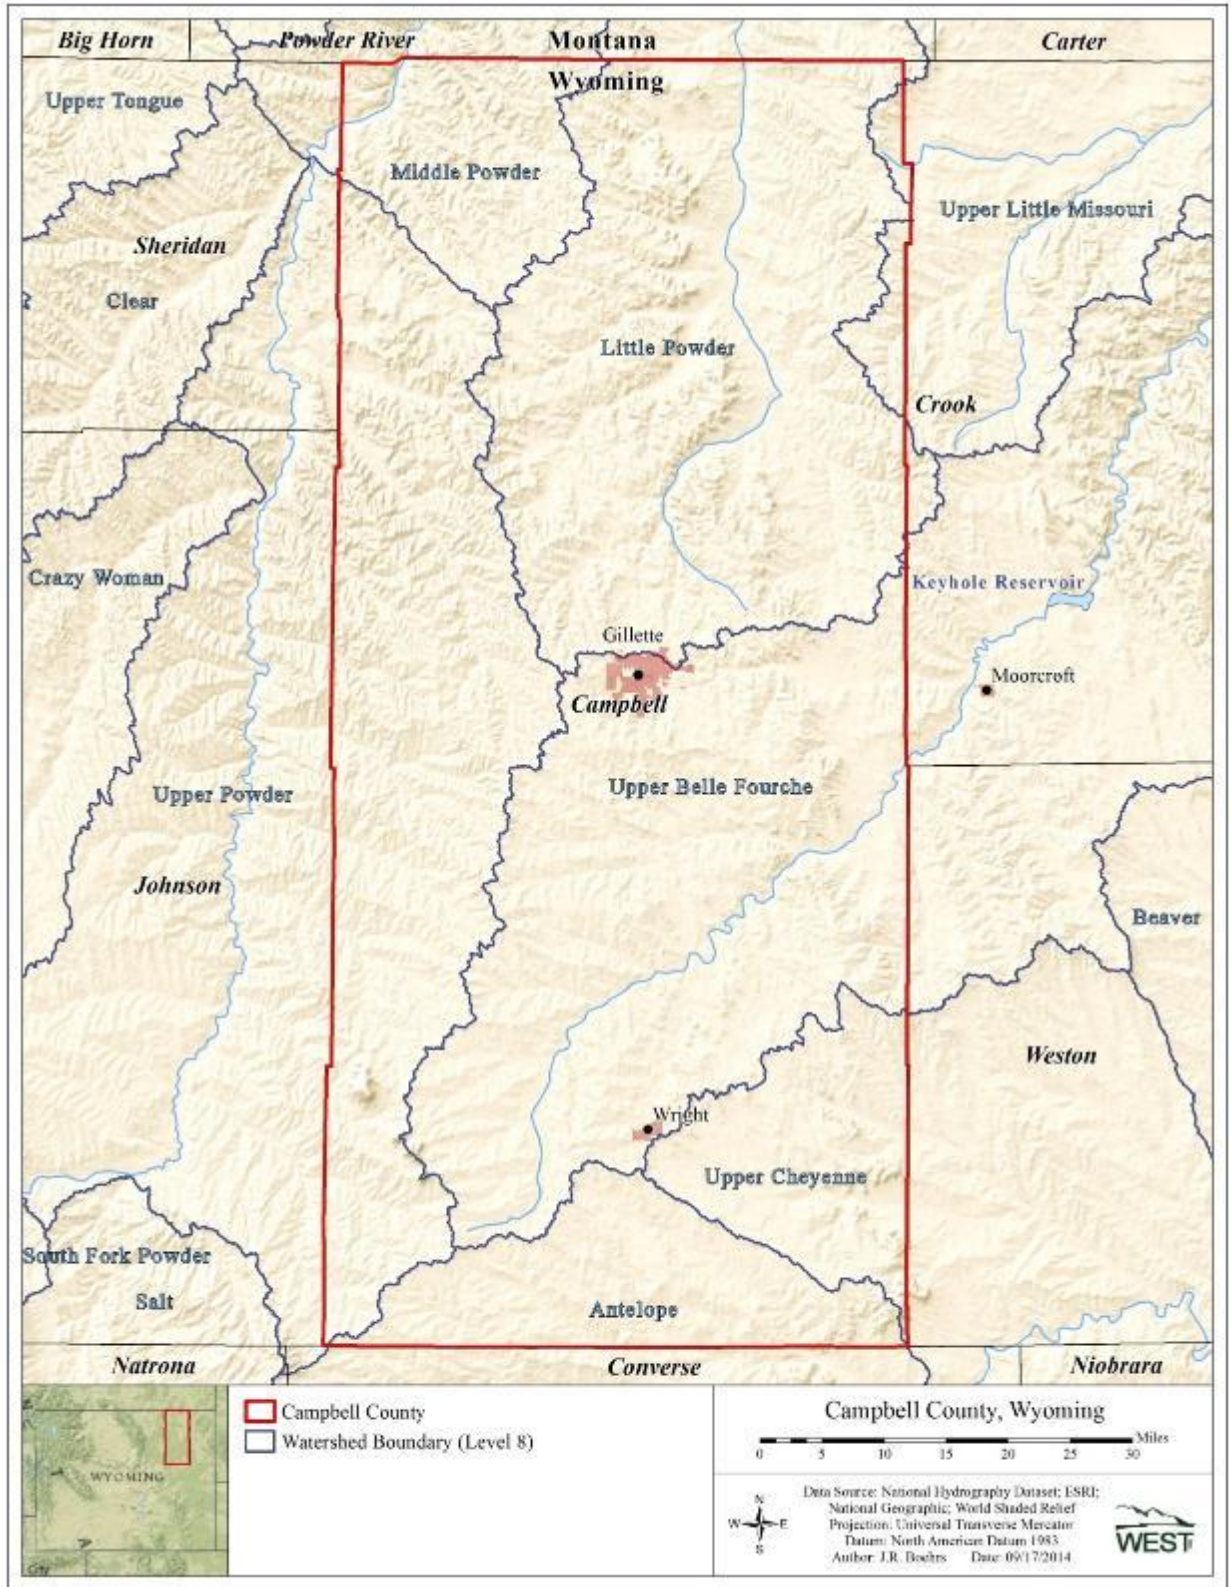 Big Horn
Powder River
Montana
Carter
Wyoming
Upper Tongue
Middle Powder
Upper Little Missouri
Sheridan
Clear
Little Powder
Crook
Crazy Woman
Keyhole Reservoir
Gillette
Moorcroft
Campbell
Upper Powder
Upper Belle Fourche
Johnson
Beaver
Weston
Wright
Upper Cheyenne
South Fork Powder
Salt
Antelope
Natrona
Converse
Niobrara
WYOMING
City
Campbell County
Watershed Boundary (Level 8)
Campbell County, Wyoming
Miles
0 5 10 15 20 25 30
N
W E
S
Data Source: National Hydrography Dataset; ESRI;
National Geographic; World Shaded Relief
Projection: Universal Transverse Mercator
Datum: North American Datum 1983
Author: J.R. Boehrs Date: 09/17/2014
WEST